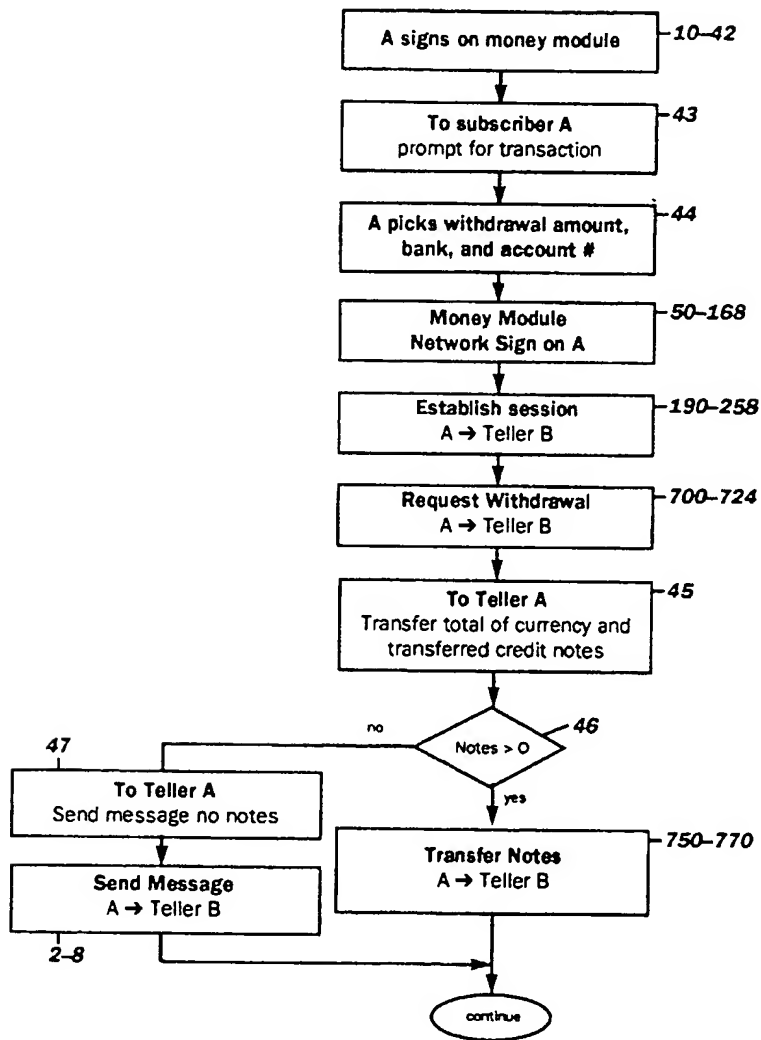 A signs on money module
10–42
To subscriber A
prompt for transaction
43
A picks withdrawal amount,
bank, and account #
44
Money Module
Network Sign on A
50–168
Establish session
A → Teller B
190–258
Request Withdrawal
A → Teller B
700–724
To Teller A
Transfer total of currency and
transferred credit notes
45
Notes > 0
46
no
yes
47
To Teller A
Send message no notes
Send Message
A → Teller B
2–8
Transfer Notes
A → Teller B
750–770
continue